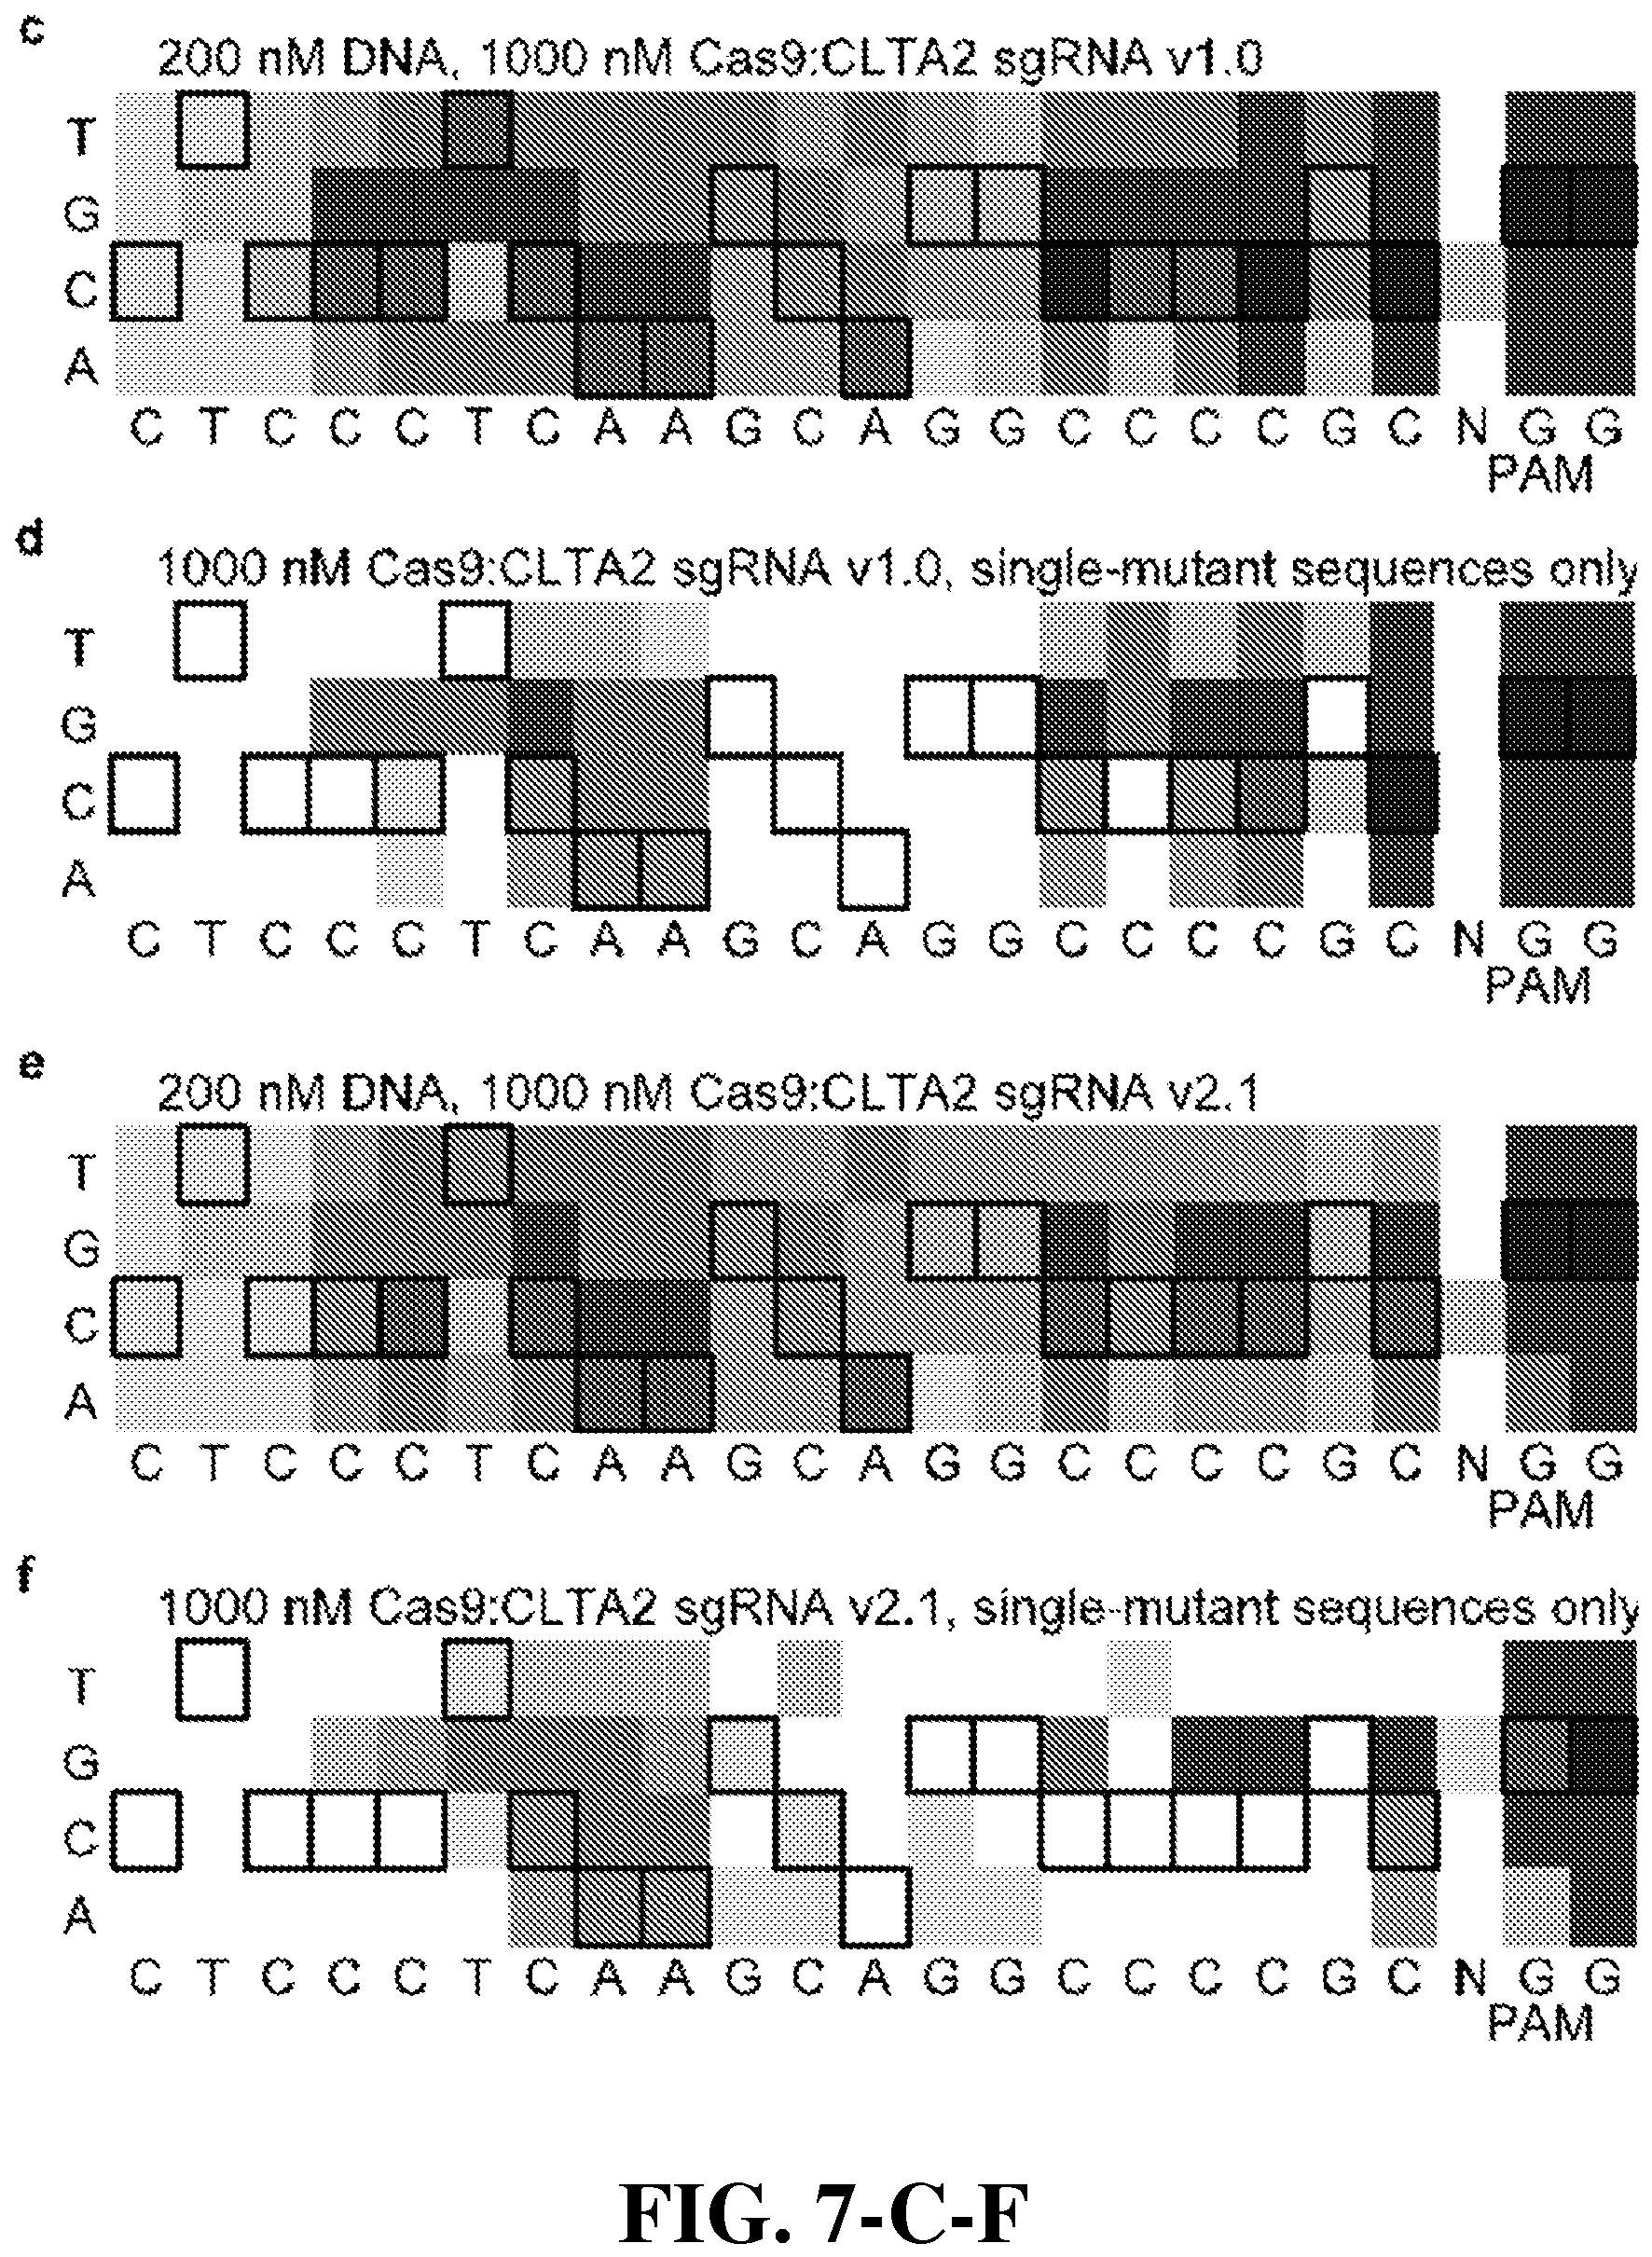 c
200 nM DNA, 1000 nM Cas9:CLTA2 sgRNA v1.0
T
G
C
A
C T C C C T C A A G C A G G C C C C G C N G G
PAM
d
1000 nM Cas9:CLTA2 sgRNA v1.0, single-mutant sequences only
T
G
C
A
C T C C C T C A A G C A G G C C C C G C N G G
PAM
e
200 nM DNA, 1000 nM Cas9:CLTA2 sgRNA v2.1
T
G
C
A
C T C C C T C A A G C A G G C C C C G C N G G
PAM
f
1000 nM Cas9:CLTA2 sgRNA v2.1, single-mutant sequences only
T
G
C
A
C T C C C T C A A G C A G G C C C C G C N G G
PAM
FIG. 7-C-F